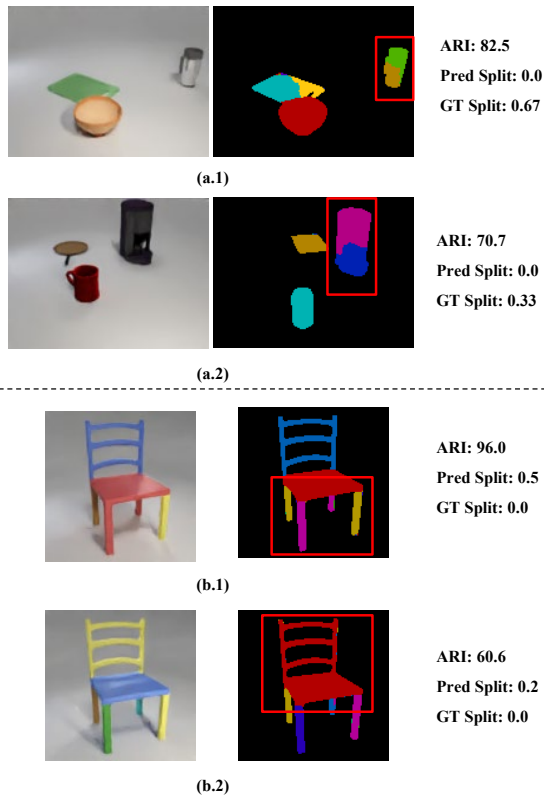 ARI: 82.5
Pred Split: 0.0
GT Split: 0.67
(a.1)
ARI: 70.7
Pred Split: 0.0
GT Split: 0.33
(a.2)
ARI: 96.0
Pred Split: 0.5
GT Split: 0.0
(b.1)
ARI: 60.6
Pred Split: 0.2
GT Split: 0.0
(b.2)